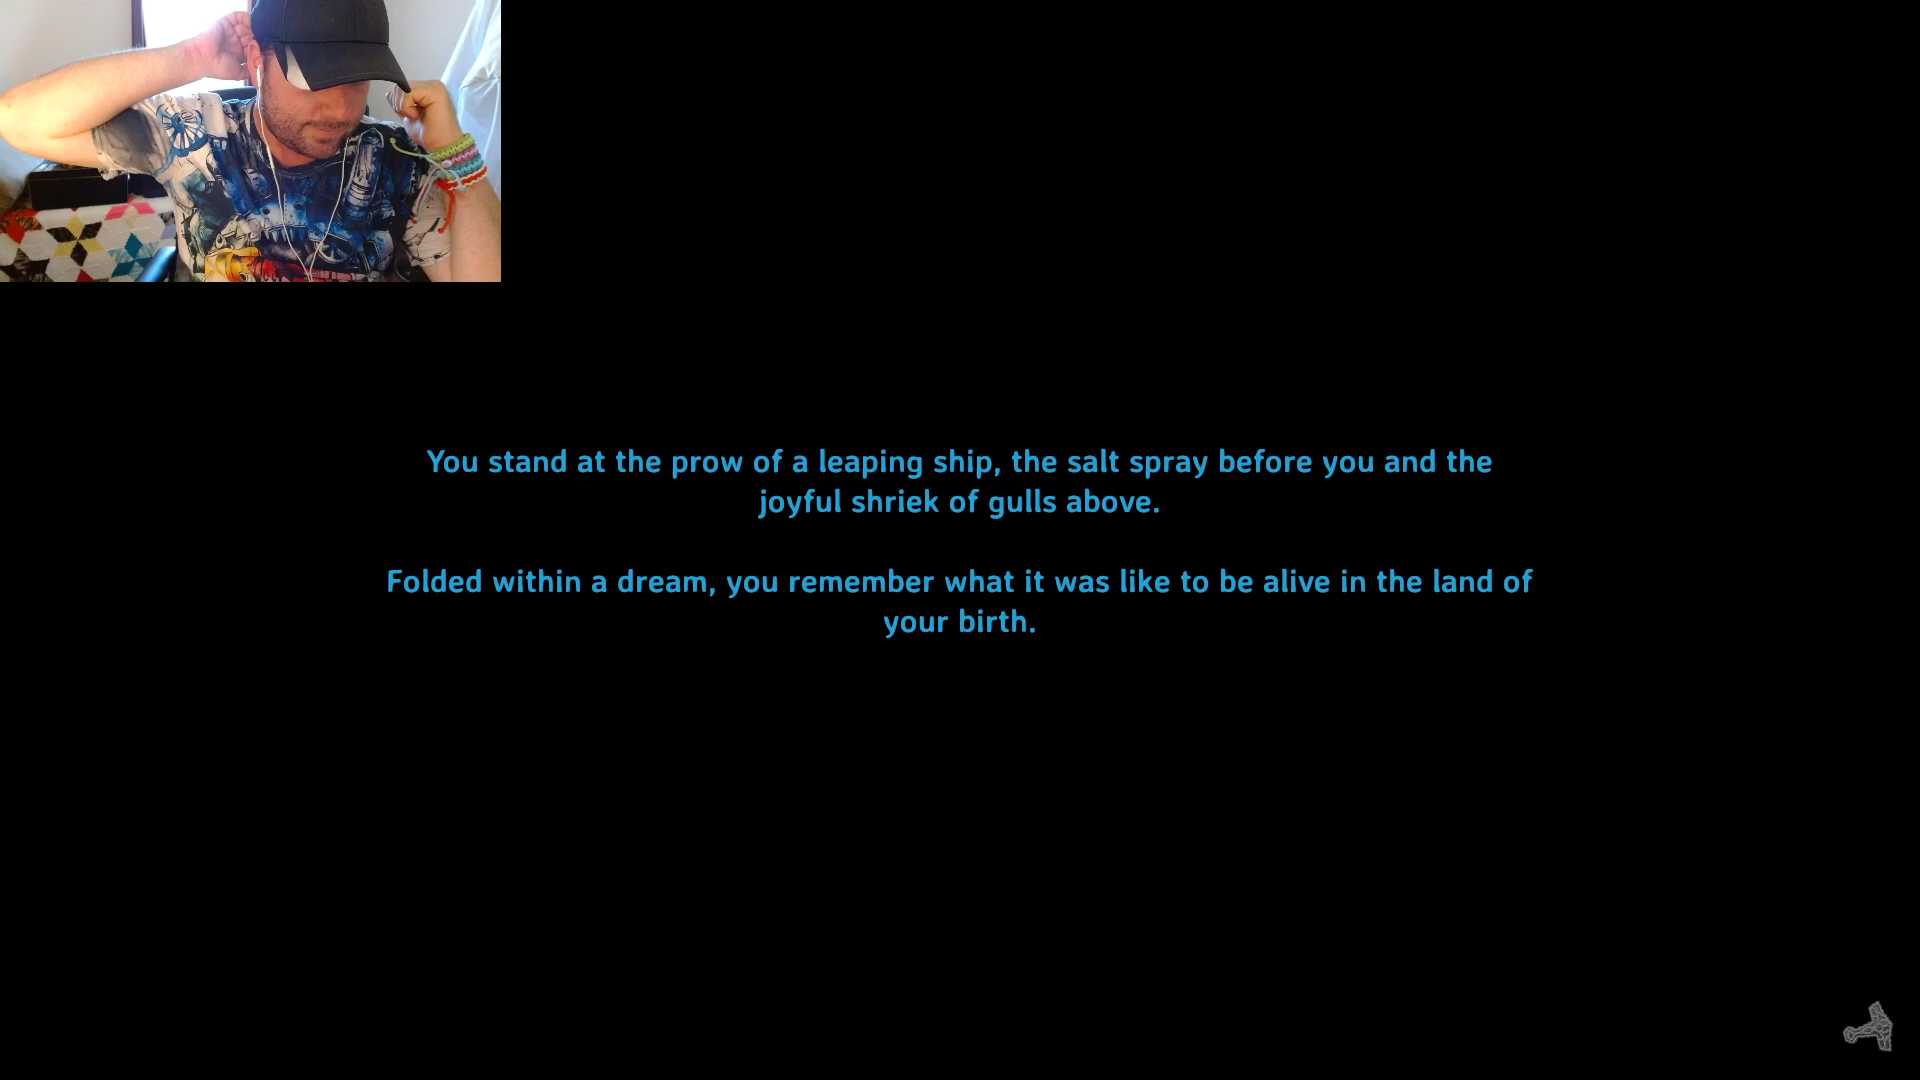 You stand at the prow of a leaping ship, the salt spray before you and the
joyful shriek of gulls above.
Folded within a dream, you remember what it was like to be alive in the land of
your birth.